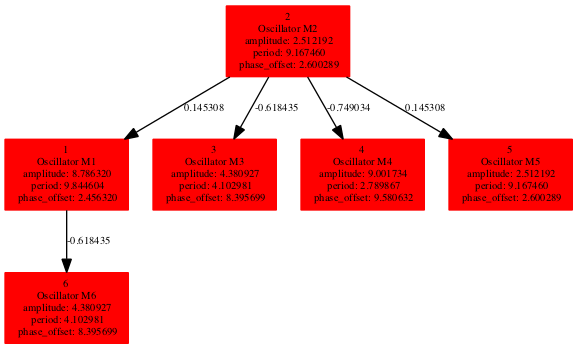 2
Oscillator M2
amplitude: 2.512192
period: 9.167460
phase_offset: 2.600289
0.145308
-0.618435
-0.749034
0.145308
1
Oscillator M1
amplitude: 8.786320
period: 9.844604
phase_offset: 2.456320
3
Oscillator M3
amplitude: 4.380927
period: 4.102981
phase_offset: 8.395699
4
Oscillator M4
amplitude: 9.001734
period: 2.789867
phase_offset: 9.580632
5
Oscillator M5
amplitude: 2.512192
period: 9.167460
phase_offset: 2.600289
-0.618435
6
Oscillator M6
amplitude: 4.380927
period: 4.102981
phase_offset: 8.395699